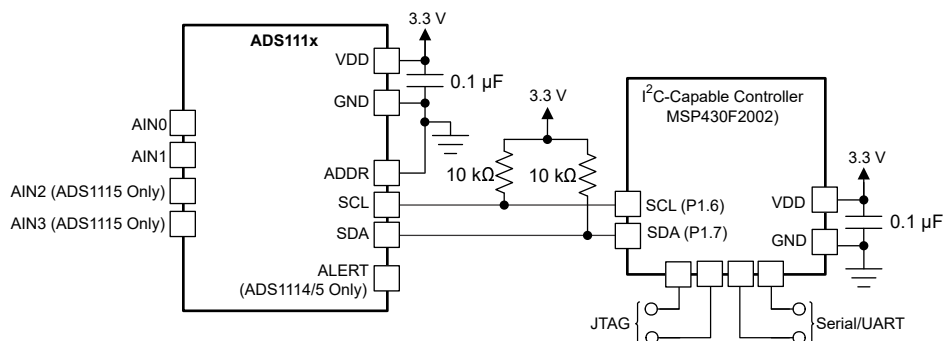 ADS111x
VDD
GND
ADDR
SCL
SDA
ALERT
(ADS1114/5 Only)
AIN0
AIN1
AIN2 (ADS1115 Only)
AIN3 (ADS1115 Only)
3.3 V
0.1 µF
3.3 V
10 kΩ
10 kΩ
I²C-Capable Controller
MSP430F2002)
SCL (P1.6)
SDA (P1.7)
VDD
GND
3.3 V
0.1 µF
JTAG
Serial/UART